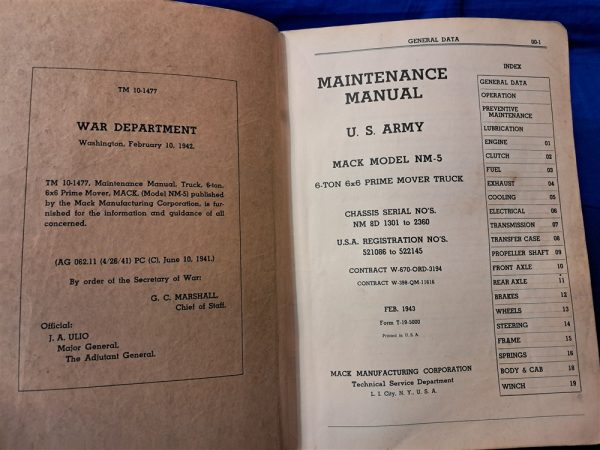 TM 10-1477
WAR DEPARTMENT
Washington, February 10, 1942.
TM 10-1477, Maintenance Manual, Truck, 6-ton,
6x6 Prime Mover, MACK, (Model NM-5) published
by the Mack Manufacturing Corporation, is fur-
nished for the information and guidance of all
concerned.
(AG 062.11 (4/26/41) PC (C), June 10, 1941.)
By order of the Secretary of War:
G. C. MARSHALL,
Chief of Staff.
Official:
J. A. ULIO
Major General,
The Adjutant General.
GENERAL DATA 00-1
MAINTENANCE
MANUAL
U. S. ARMY
MACK MODEL NM-5
6-TON 6x6 PRIME MOVER TRUCK
CHASSIS SERIAL NO'S.
NM 8D 1301 to 2360
U.S.A. REGISTRATION NO'S.
521086 to 522145
CONTRACT W-670-ORD-3194
CONTRACT W-398-QM-11616
FEB. 1943
Form T-19-5000
Printed in U.S.A.
MACK MANUFACTURING CORPORATION
Technical Service Department
L. I. City, N. Y., U. S. A.
INDEX
GENERAL DATA
OPERATION
PREVENTIVE
MAINTENANCE
LUBRICATION
ENGINE 01
CLUTCH 02
FUEL 03
EXHAUST 04
COOLING 05
ELECTRICAL 06
TRANSMISSION 07
TRANSFER CASE 08
PROPELLER SHAFT 09
FRONT AXLE 10
REAR AXLE 11
BRAKES 12
WHEELS 13
STEERING 14
FRAME 15
SPRINGS 16
BODY & CAB 18
WINCH 19